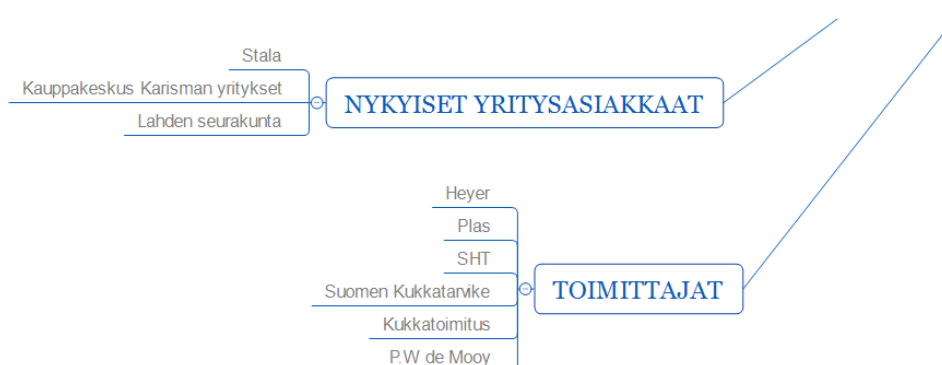 Stala
Kauppakeskus Karisman yritykset
Lahden seurakunta
NYKYISET YRITYSASIAKKAAT
Heyer
Plas
SHT
Suomen Kukkatarvike
Kukkatoimitus
P.W de Mooy
TOIMITTAJAT